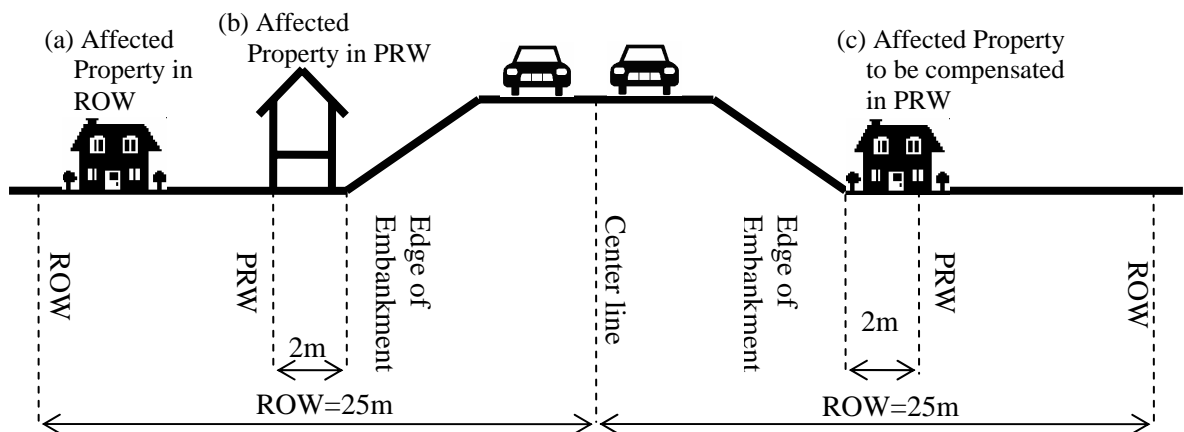 (a) Affected
Property in
ROW
(b) Affected
Property in PRW
(c) Affected Property
to be compensated
in PRW
ROW
PRW
Edge of
Embankment
Center line
Edge of
Embankment
PRW
ROW
2m
2m
ROW=25m
ROW=25m